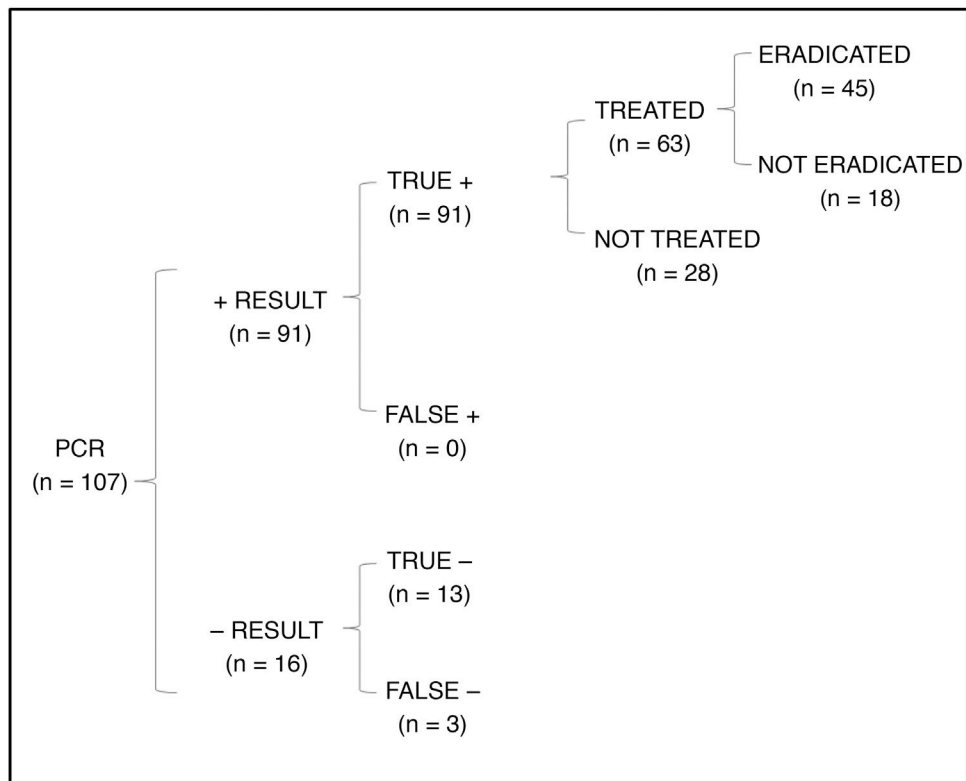 ERADICATED
(n = 45)
TREATED
(n = 63)
NOT ERADICATED
(n = 18)
TRUE +
(n = 91)
NOT TREATED
(n = 28)
+ RESULT
(n = 91)
FALSE +
(n = 0)
PCR
(n = 107)
TRUE –
(n = 13)
– RESULT
(n = 16)
FALSE –
(n = 3)